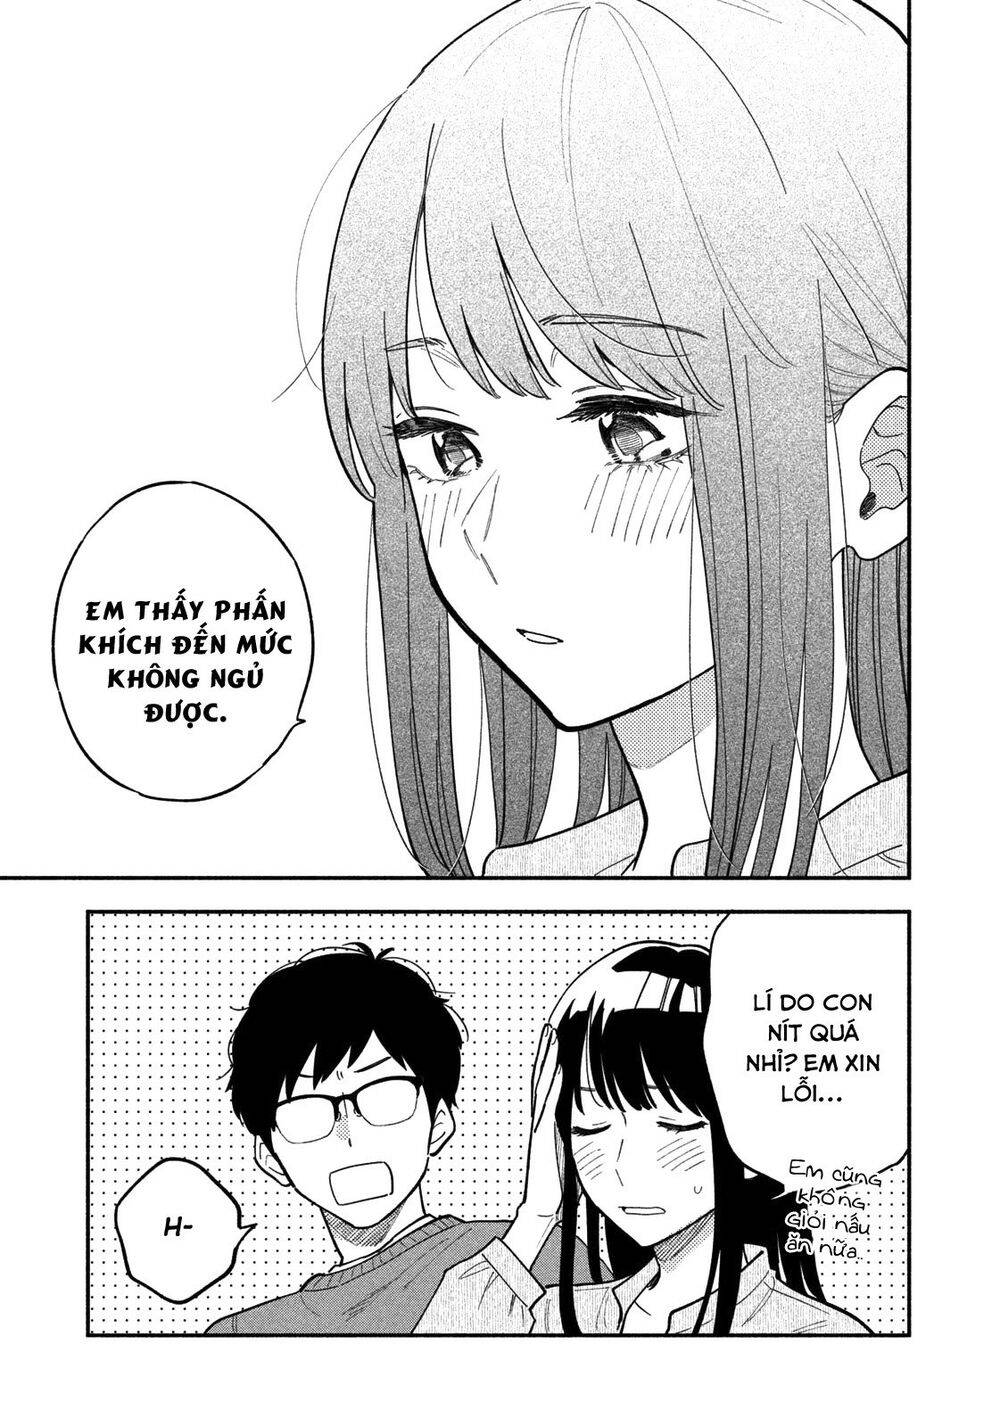 EM THẤY PHẤN
KHÍCH ĐẾN MỨC
KHÔNG NGỦ
ĐƯỢC.
LÍ DO CON
NÍT QUÁ
NHỈ? EM XIN
LỖI...
Em cũng
không
giỏi nấu
ăn nữa..
H-